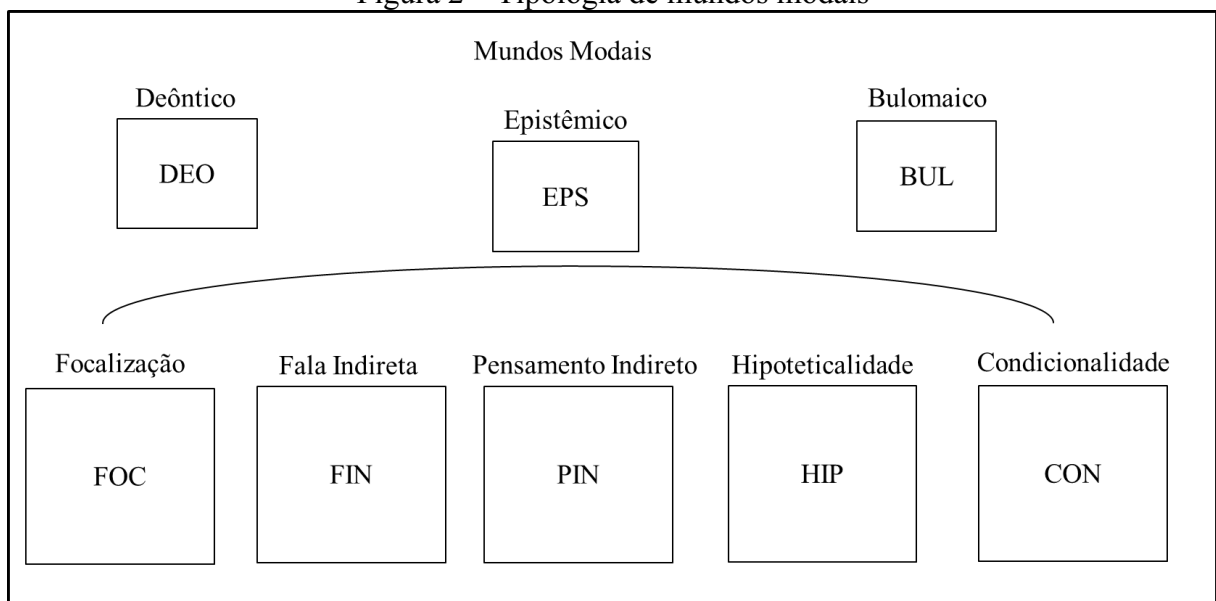 Figura 2 – Tipologia de mundos modais
Mundos Modais
Deôntico
Epistêmico
Bulomaico
DEO
EPS
BUL
Focalização
Fala Indireta
Pensamento Indireto
Hipoteticalidade
Condicionalidade
FOC
FIN
PIN
HIP
CON